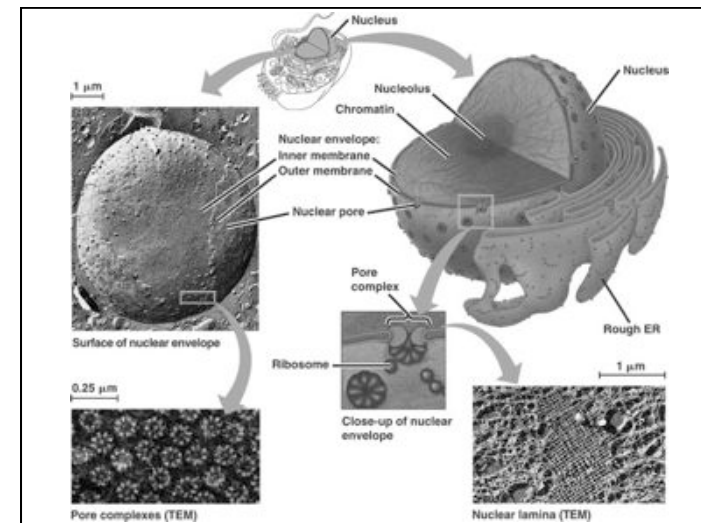 Nucleus
1 μm
Nucleus
Nucleolus
Chromatin
Nuclear envelope:
Inner membrane
Outer membrane
Nuclear pore
Pore
complex
Rough ER
Surface of nuclear envelope
Ribosome
1 μm
0.25 μm
Close-up of nuclear
envelope
Pore complexes (TEM)
Nuclear lamina (TEM)